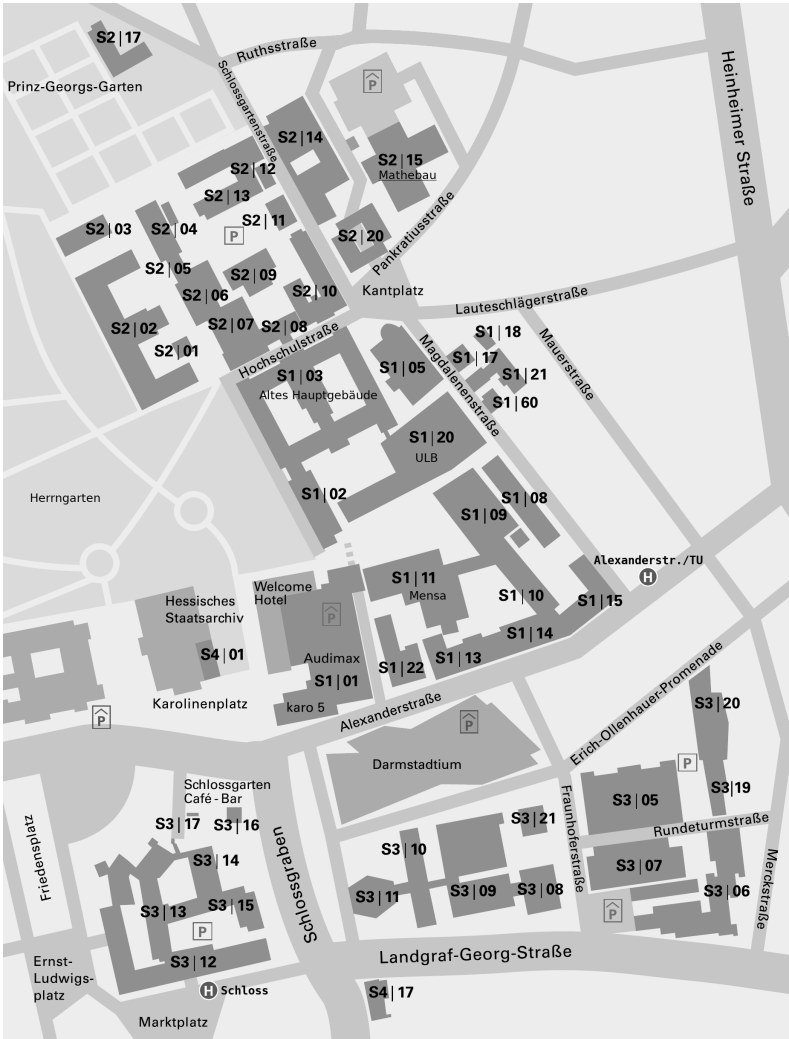 S2|17
Ruthsstraße
Prinz-Georgs-Garten
P
Schlossgartenstraße
Heinheimer Straße
S2|14
S2|15
Mathebau
S2|12
S2|13
S2|11
P
S2|03
S2|04
S2|20
Pankratiusstraße
S2|05
S2|09
S2|06
S2|10
Kantplatz
Lauteschlägerstraße
S2|02
S2|07
S2|08
S2|01
Hochschulstraße
S1|18
Mauerstraße
Magdalenenstraße
S1|17
S1|03
Altes Hauptgebäude
S1|05
S1|21
S1|60
S1|20
ULB
Herrngarten
S1|02
S1|08
S1|09
Alexanderstr./TU
H
S1|11
Mensa
Welcome
Hotel
P
Hessisches
Staatsarchiv
S1|10
S1|15
S1|14
S4|01
Audimax
S1|01
S1|22
S1|13
Karolinenplatz
karo 5
Alexanderstraße
P
P
Erich-Ollenhauer-Promenade
S3|20
Darmstadtium
P
Schlossgarten
Café-Bar
S3|19
S3|05
Friedensplatz
S3|17
S3|16
Schlossgraben
S3|21
Fraunhoferstraße
Rundeturmstraße
S3|10
S3|14
S3|07
Merckstraße
S3|11
S3|09
S3|08
S3|06
S3|13
S3|15
P
P
Landgraf-Georg-Straße
Ernst-
Ludwigs-
platz
S3|12
H
Schloss
S4|17
Marktplatz